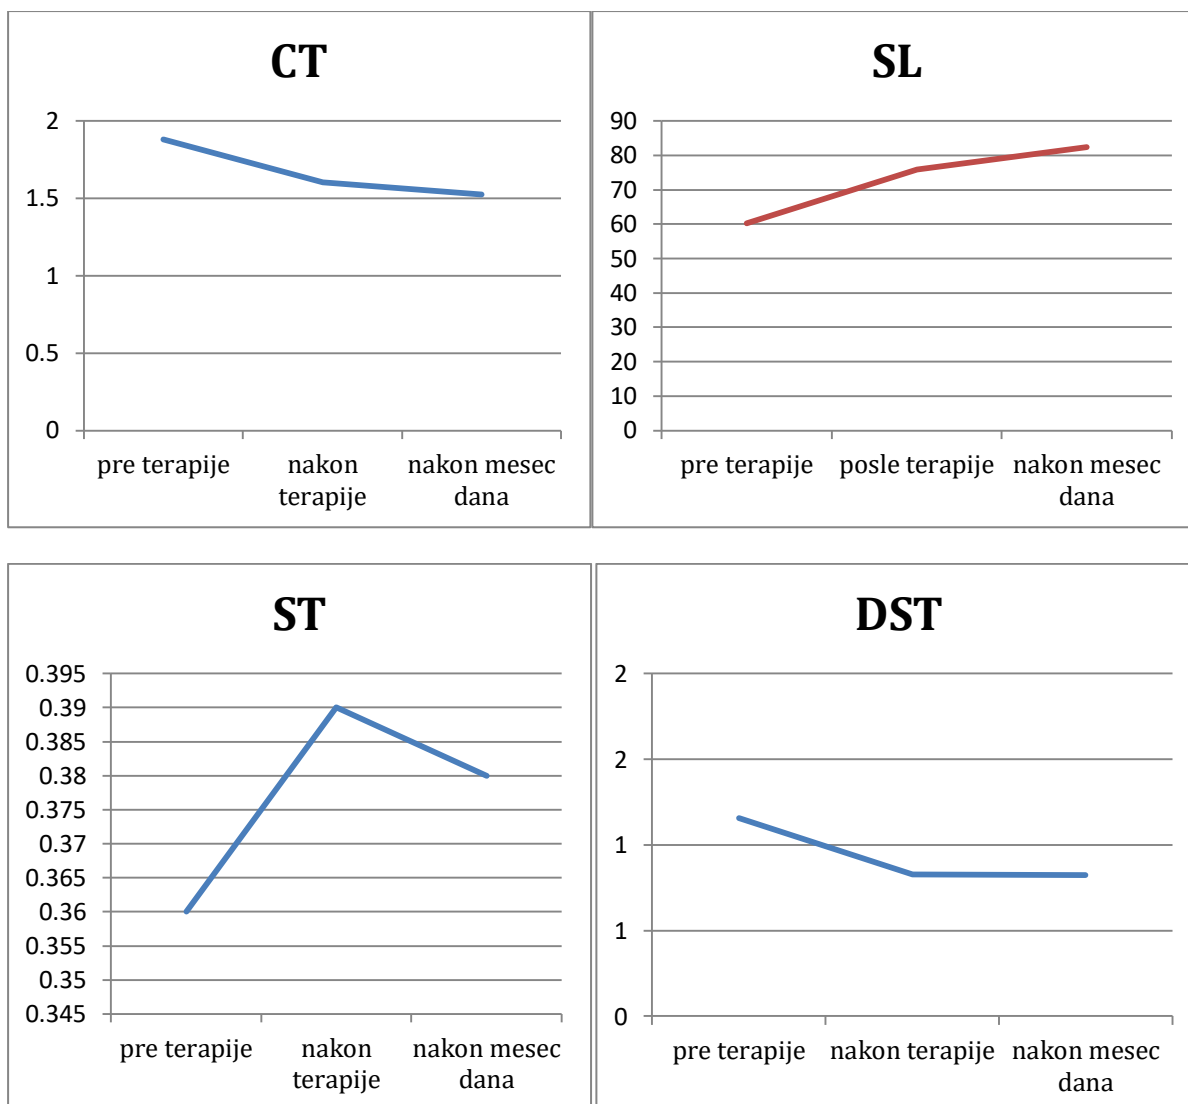 CT
2
1.5
1
0.5
0
pre terapije
nakon
terapije
nakon mesec
dana
SL
90
80
70
60
50
40
30
20
10
0
pre terapije
posle terapije
nakon mesec
dana
ST
0.395
0.39
0.385
0.38
0.375
0.37
0.365
0.36
0.355
0.35
0.345
pre terapije
nakon
terapije
nakon mesec
dana
DST
2
2
1
1
0
pre terapije
nakon terapije
nakon mesec
dana